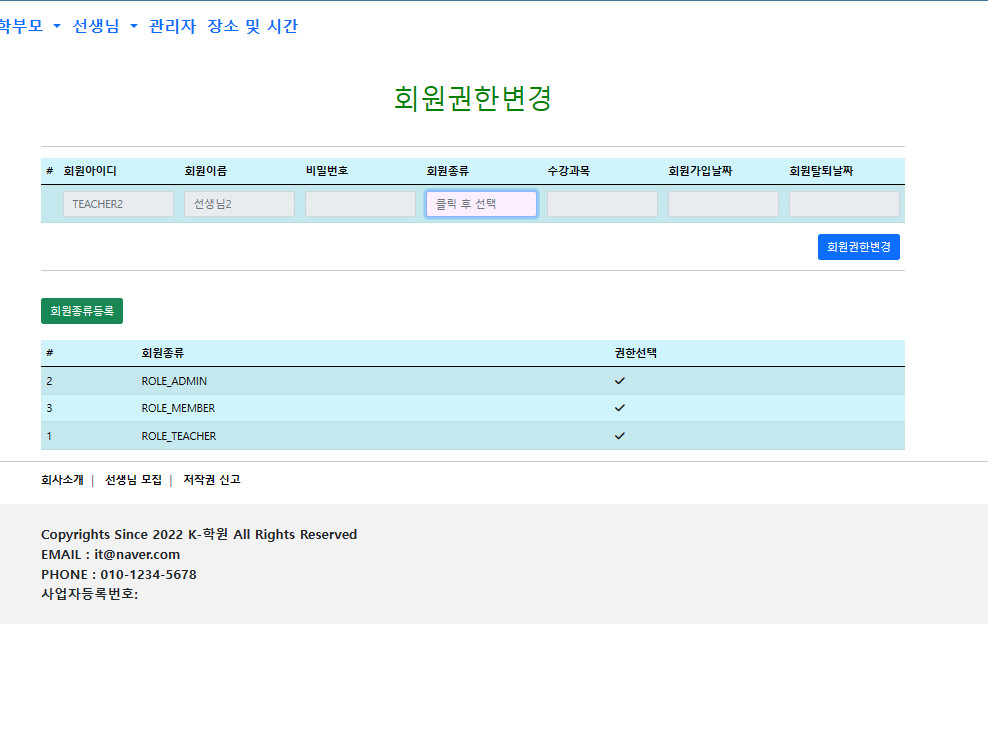 학부모 선생님 관리자 장소 및 시간
회원권한변경
# 회원아이디 회원이름 비밀번호 회원종류 수강과목 회원가입날짜 회원탈퇴날짜
TEACHER2 선생님2 클릭 후 선택
회원권한변경
회원종류등록
# 회원종류 권한선택
2 ROLE_ADMIN
3 ROLE_MEMBER
1 ROLE_TEACHER
회사소개 | 선생님 모집 | 저작권 신고
Copyrights Since 2022 K-학원 All Rights Reserved
EMAIL : it@naver.com
PHONE : 010-1234-5678
사업자등록번호: